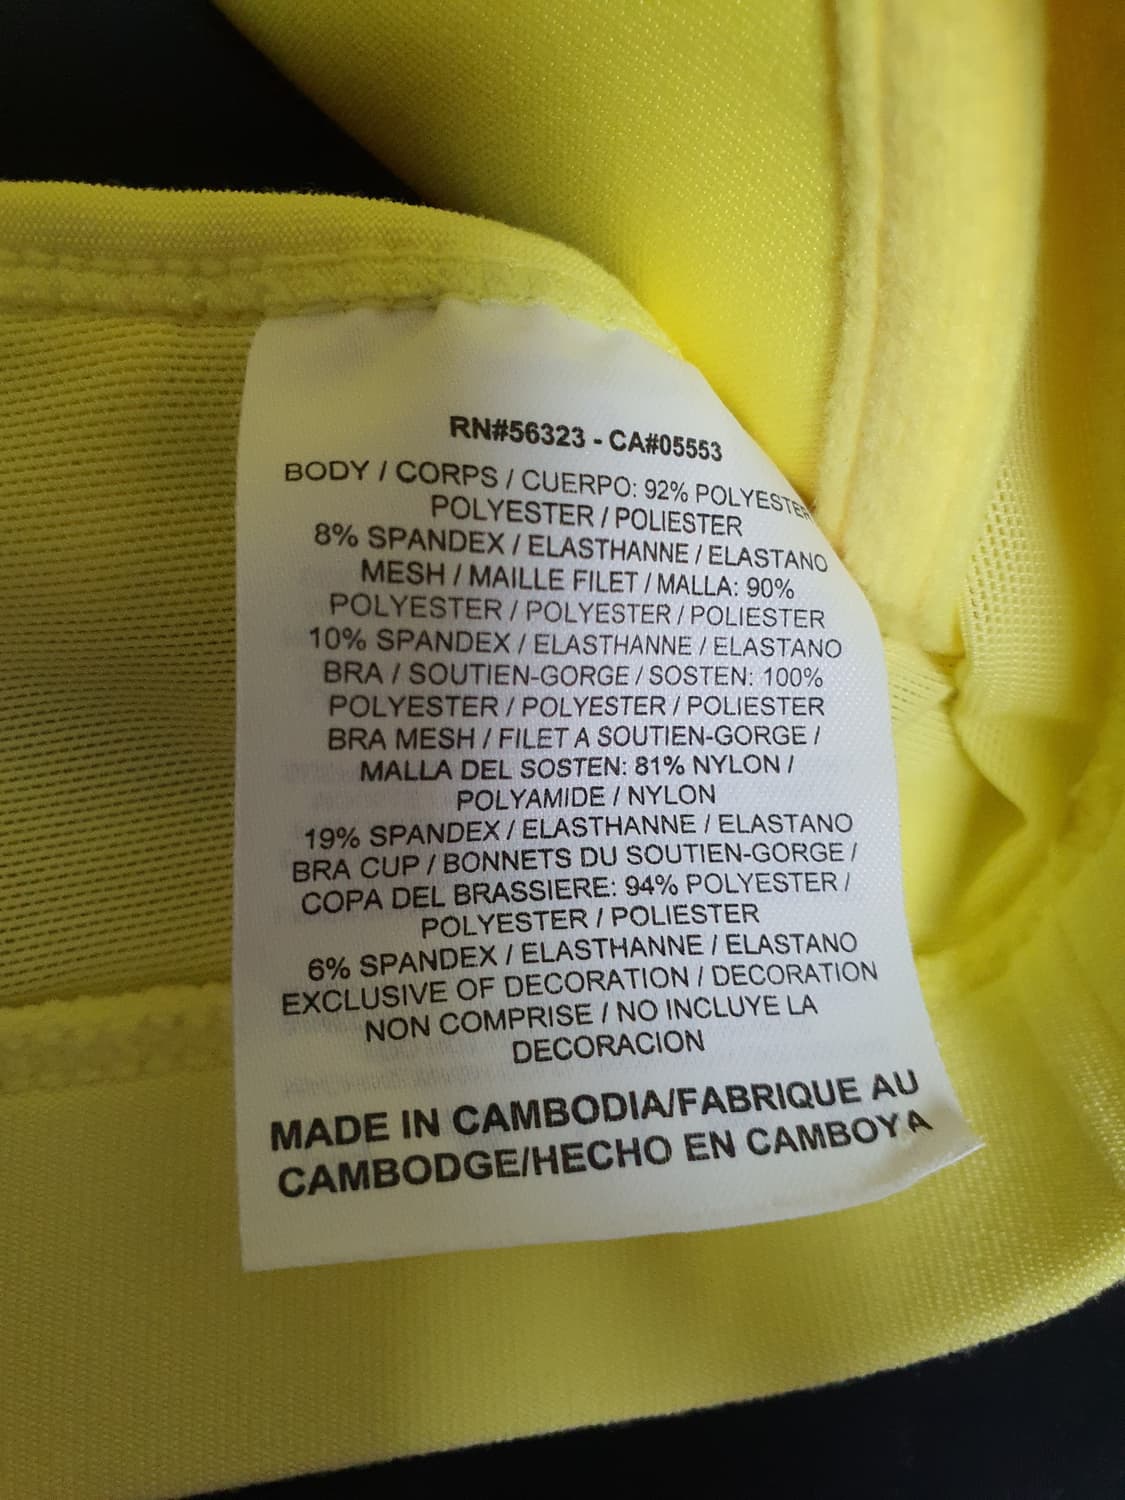 RN#56323 - CA#05553
BODY / CORPS / CUERPO: 92% POLYESTER
POLYESTER / POLIESTER
8% SPANDEX / ELASTHANNE / ELASTANO
MESH / MAILLE FILET / MALLA: 90%
POLYESTER / POLYESTER / POLIESTER
10% SPANDEX / ELASTHANNE / ELASTANO
BRA / SOUTIEN-GORGE / SOSTEN: 100%
POLYESTER / POLYESTER / POLIESTER
BRA MESH / FILET A SOUTIEN-GORGE /
MALLA DEL SOSTEN: 81% NYLON /
POLYAMIDE / NYLON
19% SPANDEX / ELASTHANNE / ELASTANO
BRA CUP / BONNETS DU SOUTIEN-GORGE /
COPA DEL BRASSIERE: 94% POLYESTER /
POLYESTER / POLIESTER
6% SPANDEX / ELASTHANNE / ELASTANO
EXCLUSIVE OF DECORATION / DECORATION
NON COMPRISE / NO INCLUYE LA
DECORACION
MADE IN CAMBODIA/FABRIQUE AU
CAMBODGE/HECHO EN CAMBOYA